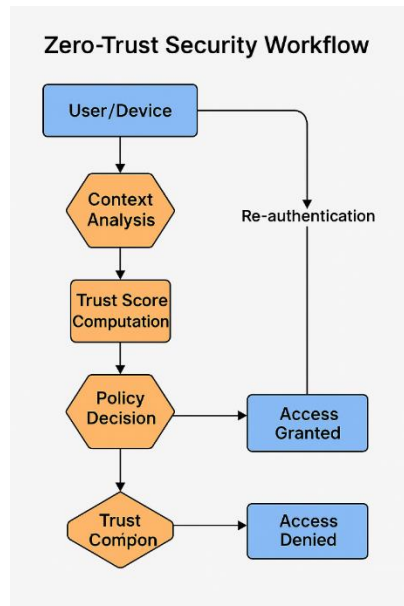 Zero-Trust Security Workflow
User/Device
Context
Analysis
Re-authentication
Trust Score
Computation
Policy
Decision
Access
Granted
Trust
Compon
Access
Denied